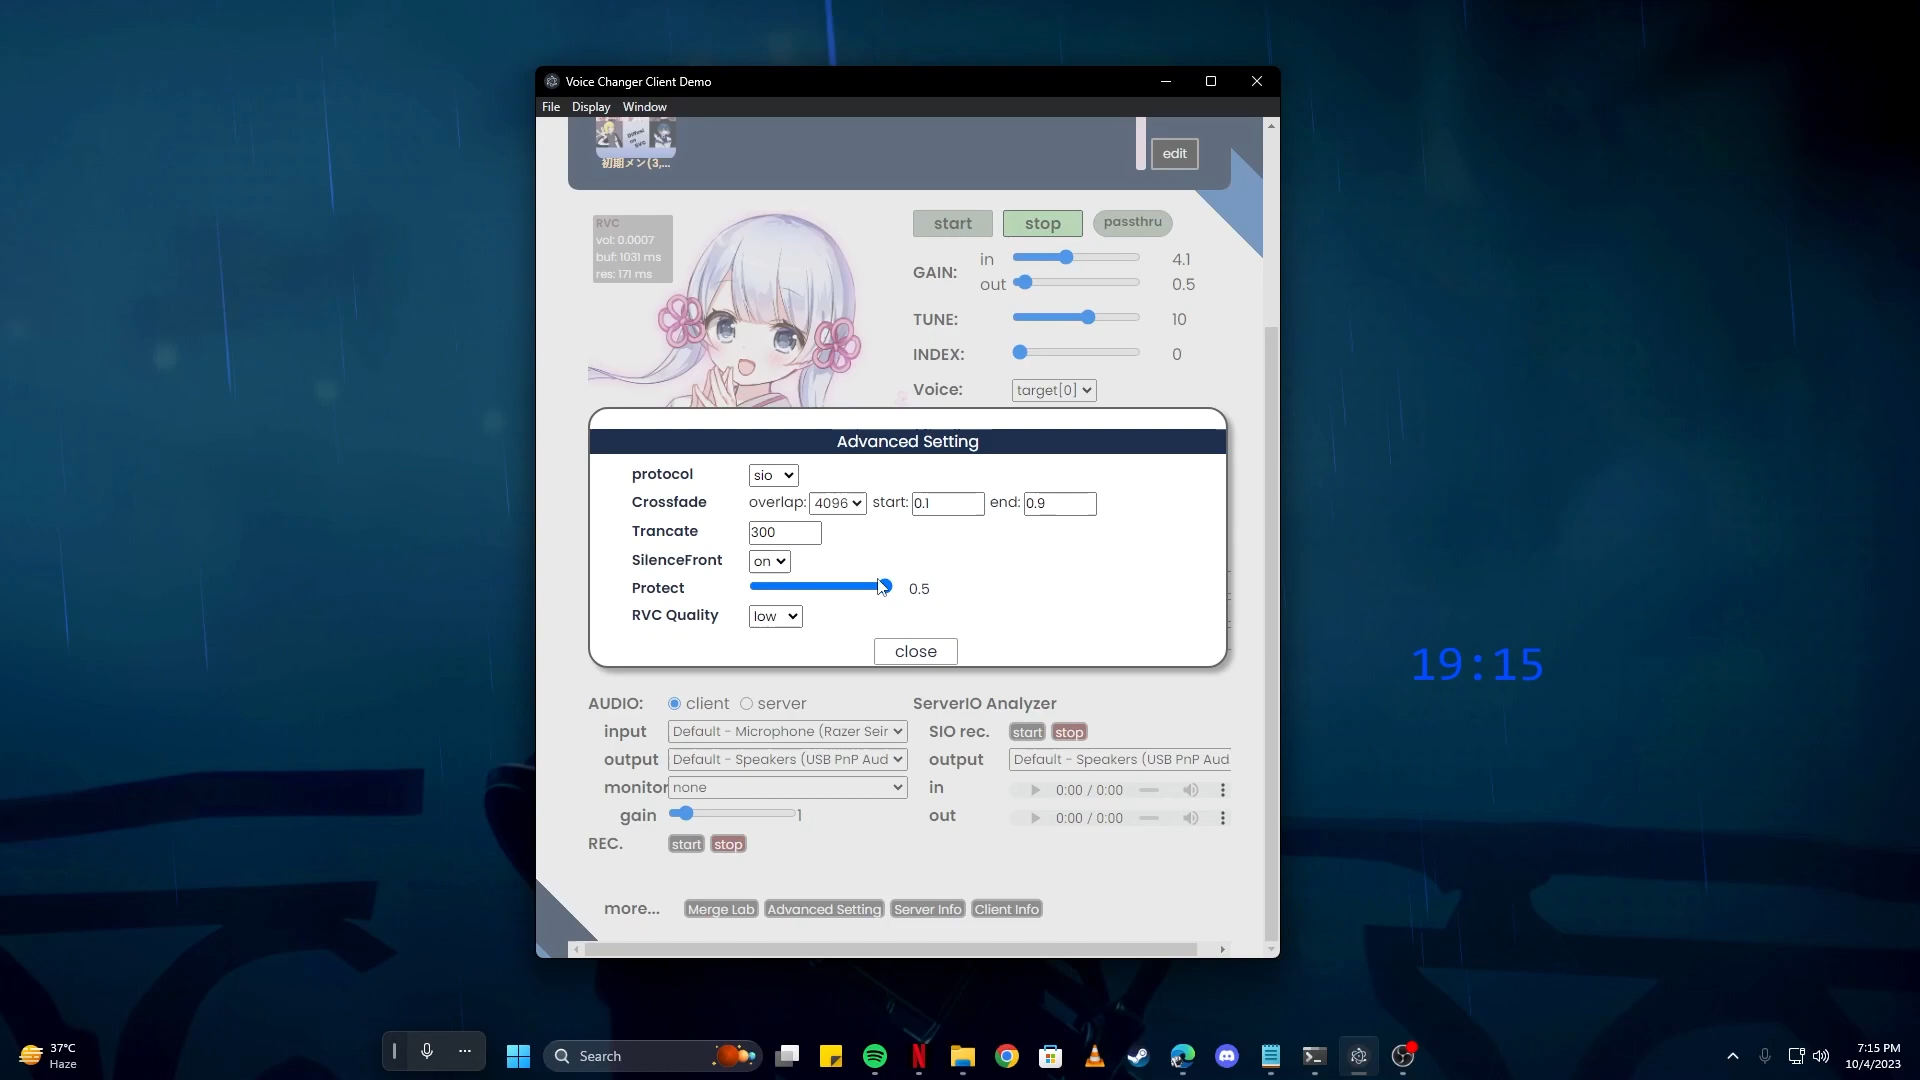 Voice Changer Client Demo
File Display Window
初期メン(3,...
edit
RVC
vol: 0.0007
buf: 1031 ms
res: 171 ms
start stop passthru
GAIN: in 4.1
out 0.5
TUNE: 10
INDEX: 0
Voice: target[0]
Advanced Setting
protocol sio
Crossfade overlap: 4096 start: 0.1 end: 0.9
Trancate 300
SilenceFront on
Protect 0.5
RVC Quality low
close
19:15
AUDIO: client server
input Default - Microphone (Razer Seir
output Default - Speakers (USB PnP Aud
monitor none
gain 1
REC. start stop
ServerIO Analyzer
SIO rec. start stop
output Default - Speakers (USB PnP Aud
in 0:00 / 0:00
out 0:00 / 0:00
more... Merge Lab Advanced Setting Server Info Client Info
37°C
Haze
Search
7:15 PM
10/4/2023